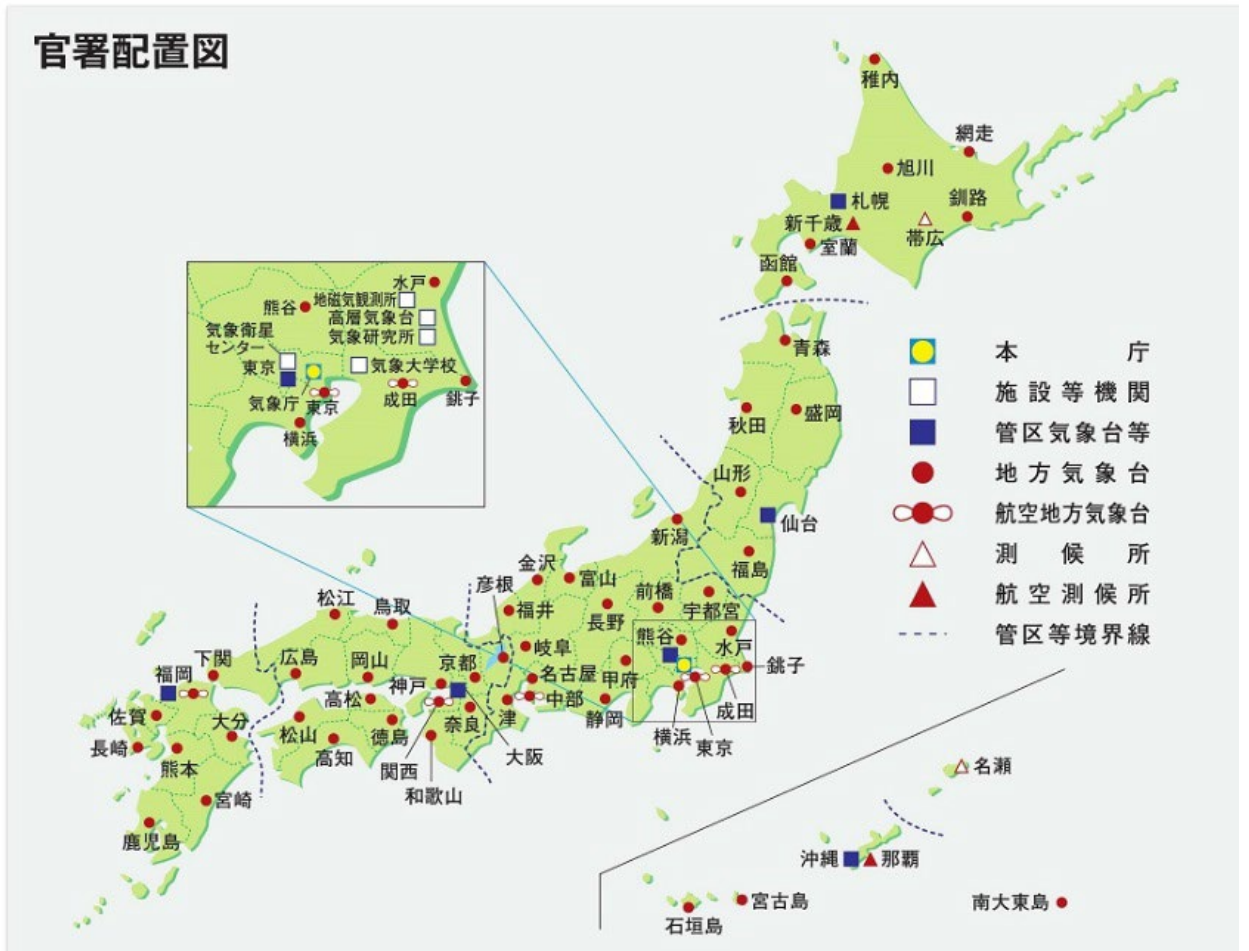 官署配置図
稚内
網走
旭川
札幌
釧路
新千歳
帯広
室蘭
函館
水戸
熊谷
地磁気観測所
高層気象台
気象衛星
センター
気象研究所
東京
気象大学校
気象庁
東京
成田
銚子
横浜
本庁
施設等機関
管区気象台等
地方気象台
航空地方気象台
測候所
航空測候所
管区等境界線
青森
秋田
盛岡
山形
仙台
新潟
福島
金沢
富山
彦根
前橋
宇都宮
福井
長野
松江
鳥取
熊谷
水戸
岐阜
銚子
福岡
下関
広島
岡山
京都
名古屋
甲府
神戸
高松
中部
成田
佐賀
大分
松山
徳島
奈良
津
静岡
横浜
東京
長崎
熊本
高知
関西
大阪
和歌山
宮崎
鹿児島
名瀬
沖縄
那覇
宮古島
南大東島
石垣島